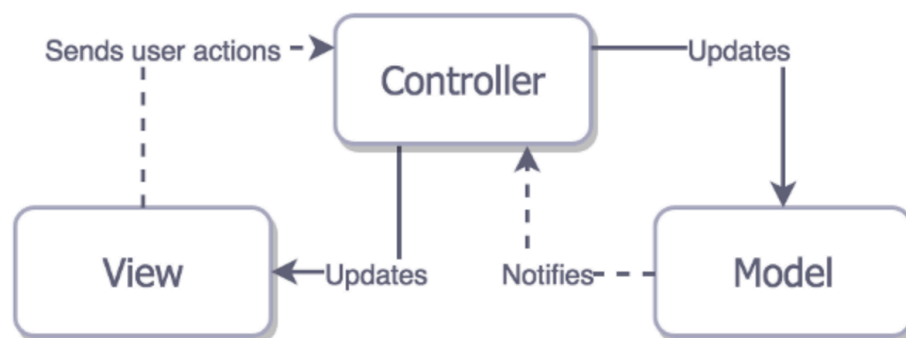 Sends user actions
Controller
Updates
View
Updates
Notifies
Model